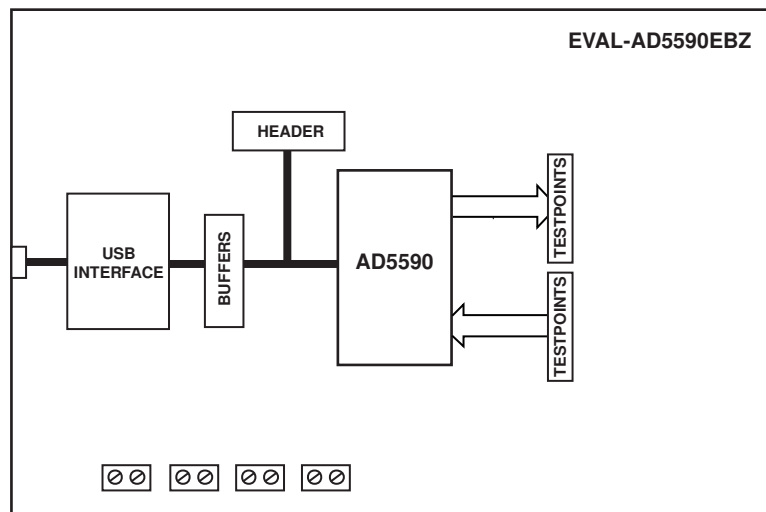 EVAL-AD5590EBZ
HEADER
TESTPOINTS
USB
INTERFACE
BUFFERS
AD5590
TESTPOINTS